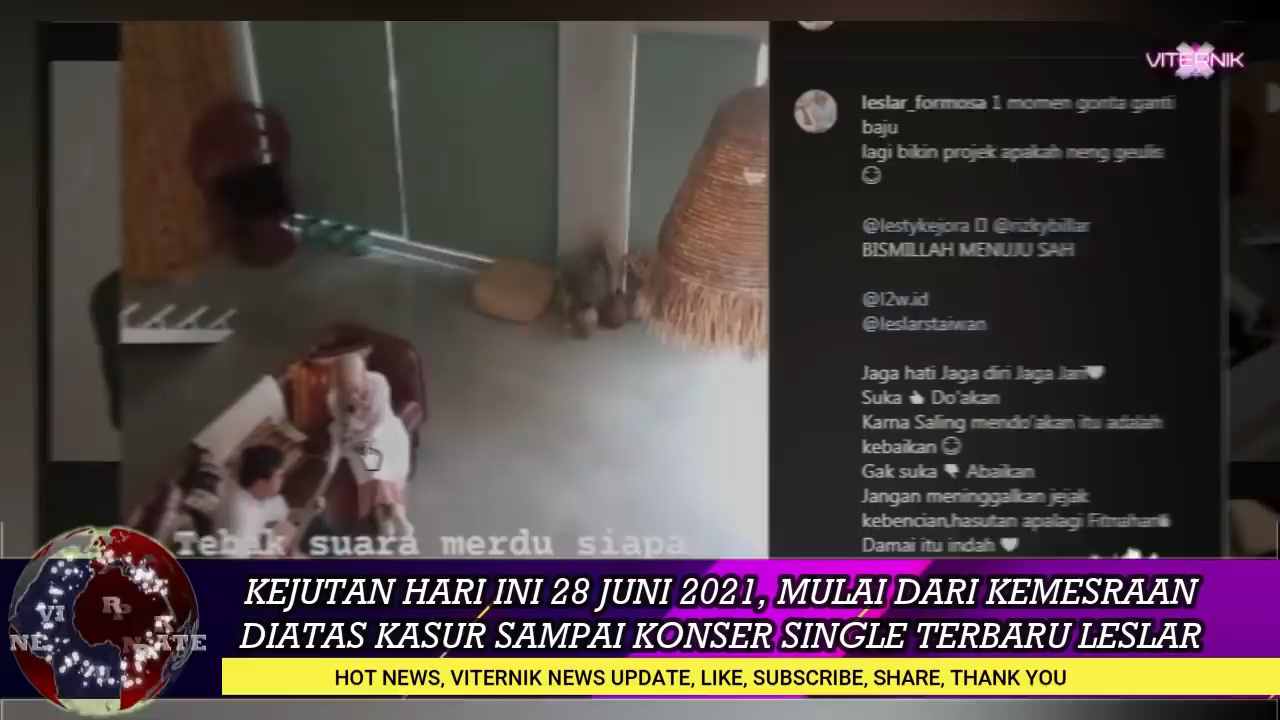 VITERNIK
leslar_formosa 1 momen gonta ganti
baju
lagi bikin projek apakah neng geulis
@lestykejora @rizkybillar
BISMILLAH MENUJU SAH
@l2w.id
@leslarstaiwan
Jaga hati Jaga diri Jaga Jari
Suka Do'akan
Karna Saling mendo'akan itu adalah
kebaikan
Gak suka Abaikan
Jangan meninggalkan jejak
kebencian,hasutan apalagi Fitnahan
Damai itu indah
Tebak suara merdu siapa
KEJUTAN HARI INI 28 JUNI 2021, MULAI DARI KEMESRAAN
DIATAS KASUR SAMPAI KONSER SINGLE TERBARU LESLAR
HOT NEWS, VITERNIK NEWS UPDATE, LIKE, SUBSCRIBE, SHARE, THANK YOU